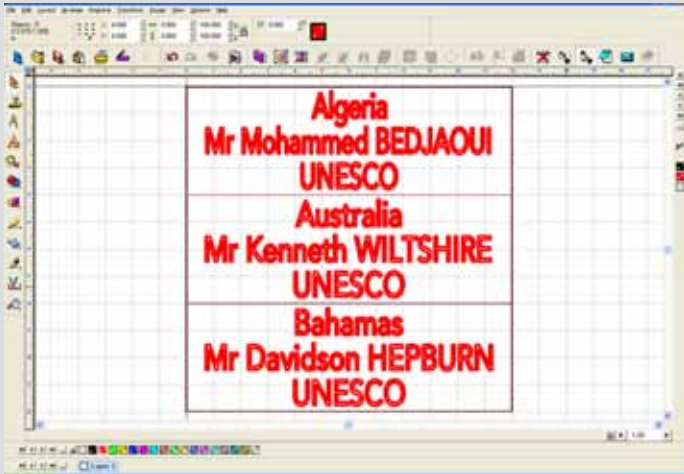 Algeria
Mr Mohammed BEDJAOUI
UNESCO
Australia
Mr Kenneth WILTSHIRE
UNESCO
Bahamas
Mr Davidson HEPBURN
UNESCO